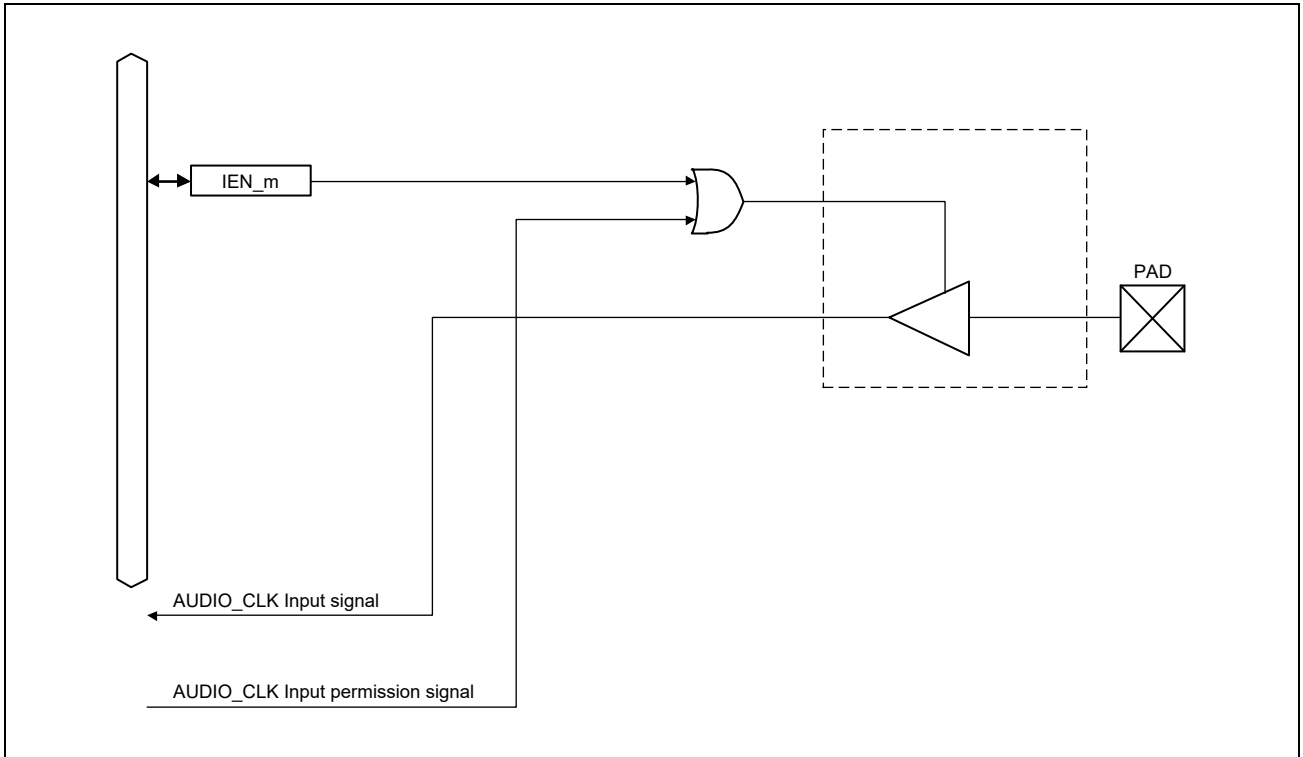 IEN_m
PAD
AUDIO_CLK Input signal
AUDIO_CLK Input permission signal